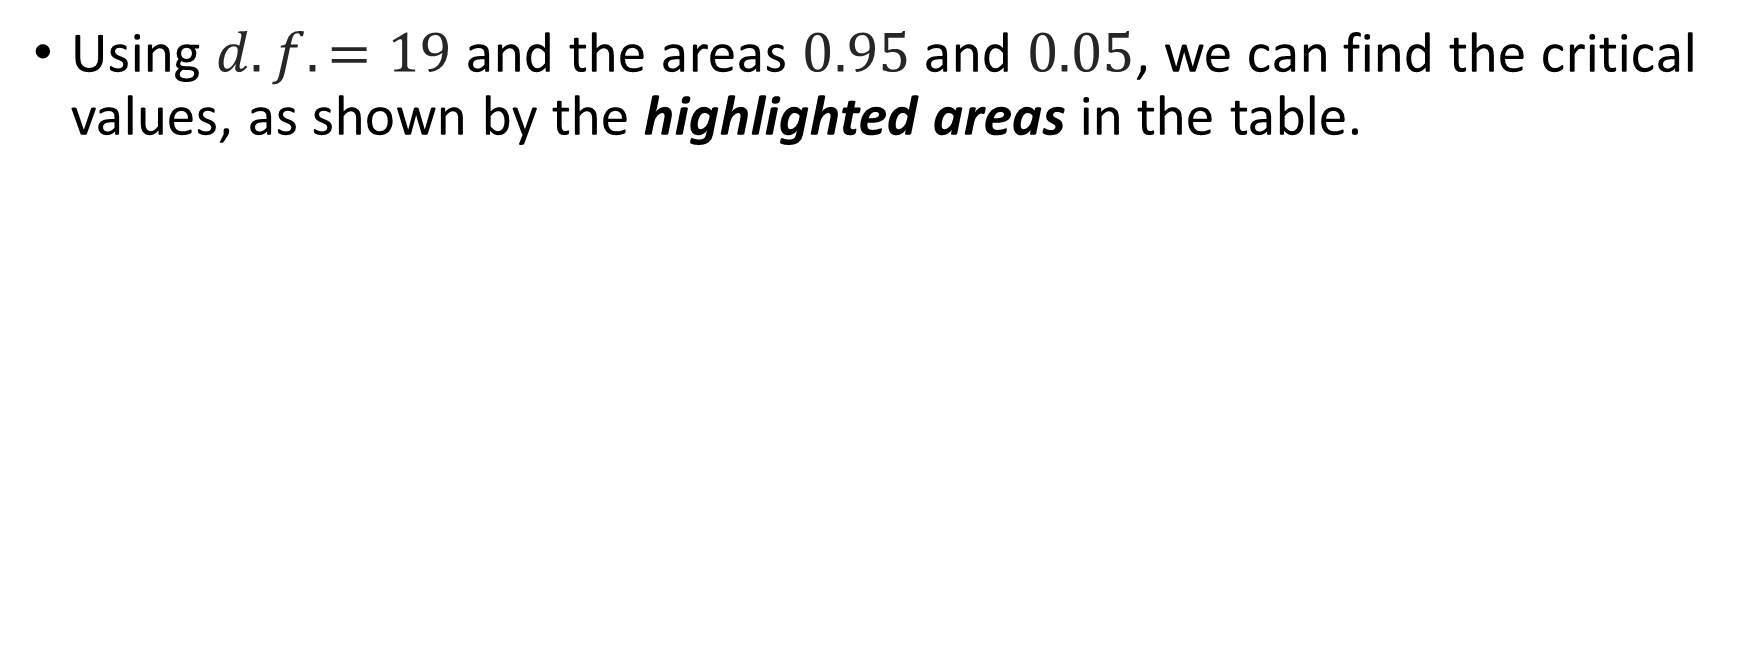 • Using d. f. = 19 and the areas 0.95 and 0.05, we can find the critical
values, as shown by the highlighted areas in the table.